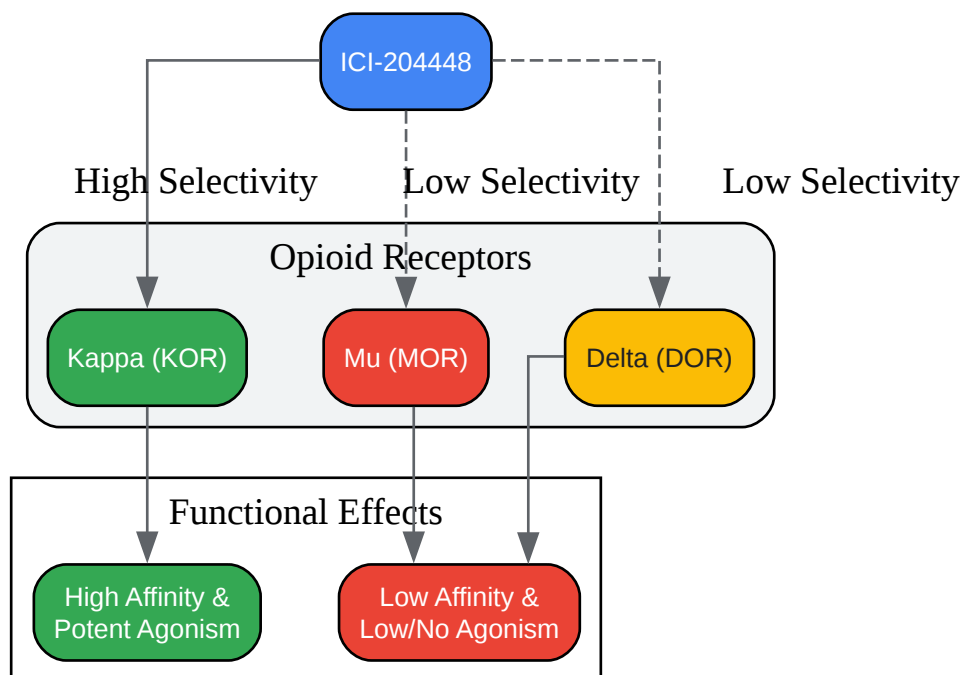 ICI-204448
High Selectivity
Low Selectivity
Low Selectivity
Opioid Receptors
Kappa (KOR)
Mu (MOR)
Delta (DOR)
Functional Effects
High Affinity &
Potent Agonism
Low Affinity &
Low/No Agonism